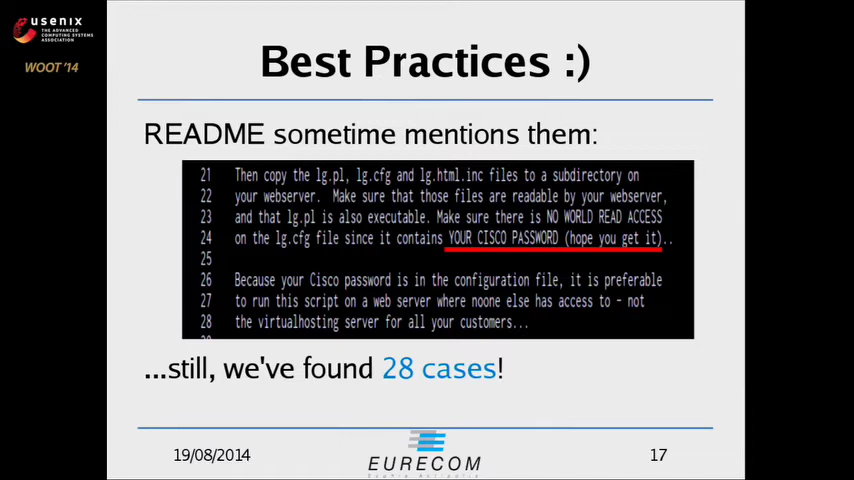 usenix
THE ADVANCED
COMPUTING SYSTEMS
ASSOCIATION
WOOT '14
Best Practices :)
README sometime mentions them:
21 Then copy the lg.pl, lg.cfg and lg.html.inc files to a subdirectory on
22 your webserver. Make sure that those files are readable by your webserver,
23 and that lg.pl is also executable. Make sure there is NO WORLD READ ACCESS
24 on the lg.cfg file since it contains YOUR CISCO PASSWORD (hope you get it)..
25
26 Because your Cisco password is in the configuration file, it is preferable
27 to run this script on a web server where noone else has access to - not
28 the virtualhosting server for all your customers...
...still, we've found 28 cases!
19/08/2014
EURECOM
Sophia Antipolis
17